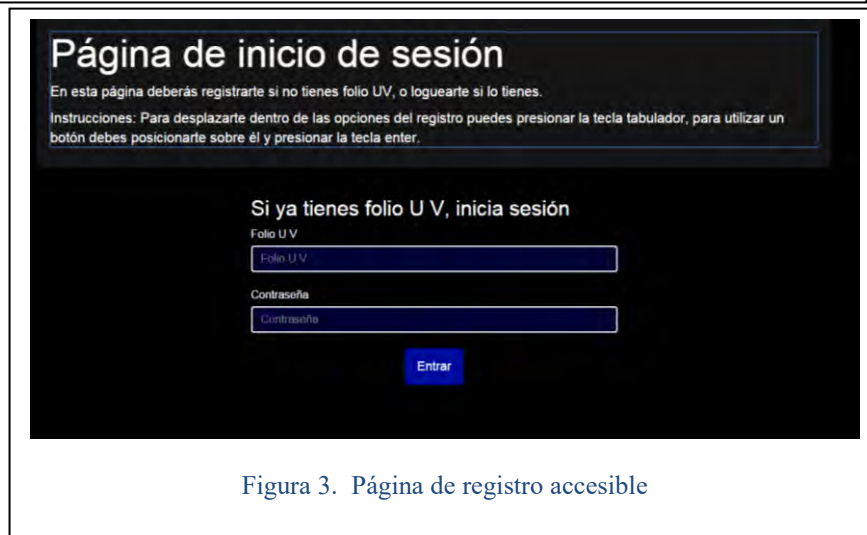 Página de inicio de sesión
En esta página deberás registrarte si no tienes folio UV, o loguearte si lo tienes.
Instrucciones: Para desplazarte dentro de las opciones del registro puedes presionar la tecla tabulador, para utilizar un
botón debes posicionarte sobre él y presionar la tecla enter.
Si ya tienes folio U V, inicia sesión
Folio U V
Folio U V
Contraseña
Contraseña
Entrar
Figura 3. Página de registro accesible